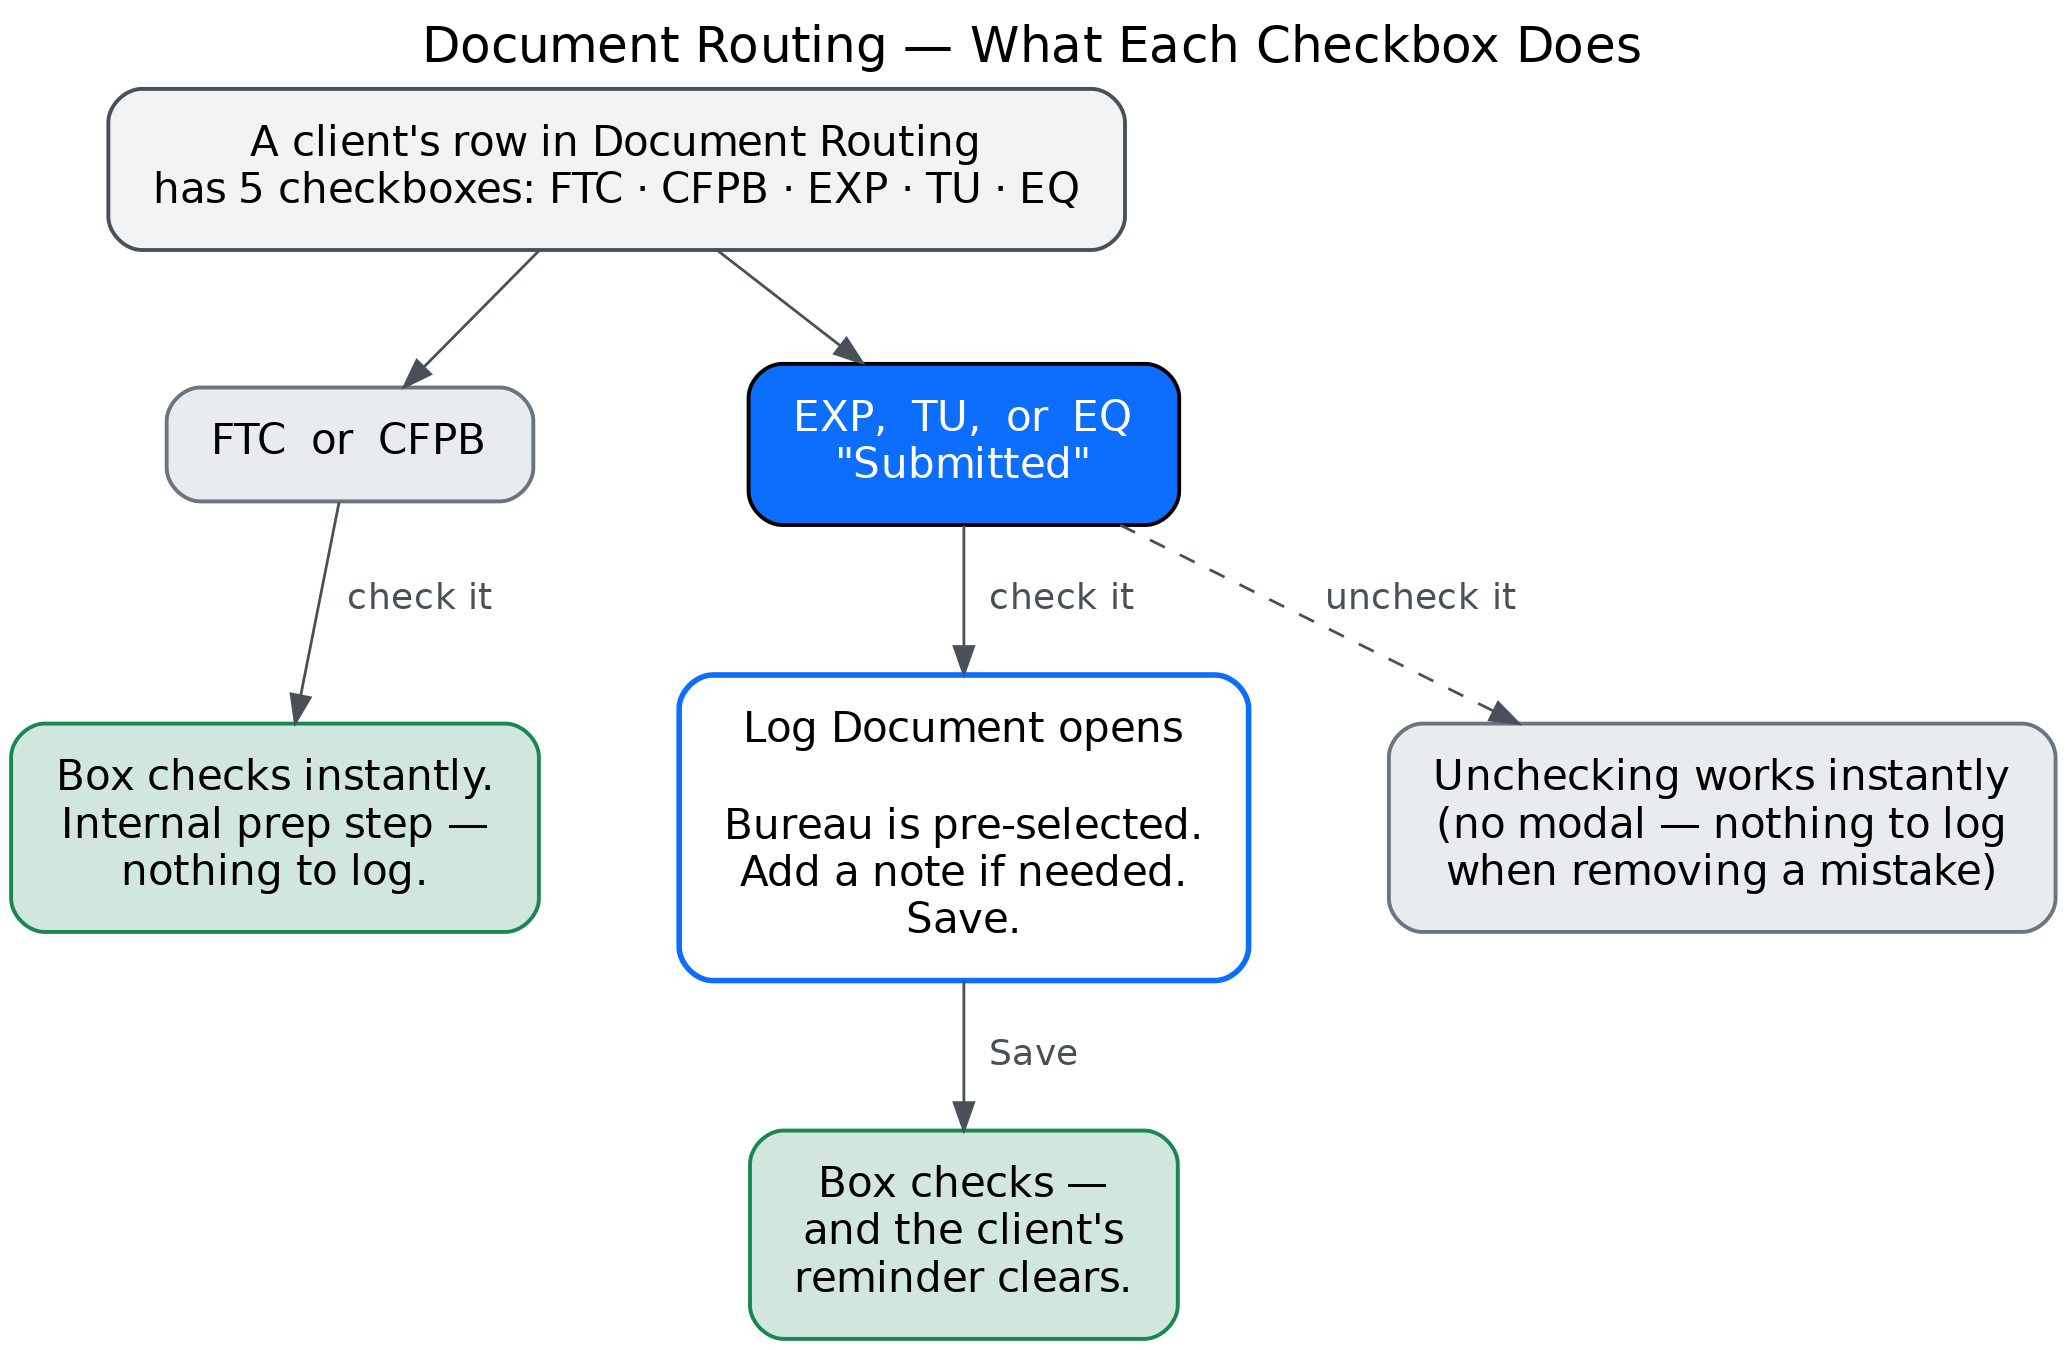 Document Routing — What Each Checkbox Does
A client's row in Document Routing
has 5 checkboxes: FTC · CFPB · EXP · TU · EQ
FTC  or  CFPB
EXP,  TU,  or  EQ
"Submitted"
check it
check it
uncheck it
Box checks instantly.
Internal prep step —
nothing to log.
Log Document opens
Bureau is pre-selected.
Add a note if needed.
Save.
Unchecking works instantly
(no modal — nothing to log
when removing a mistake)
Save
Box checks —
and the client's
reminder clears.